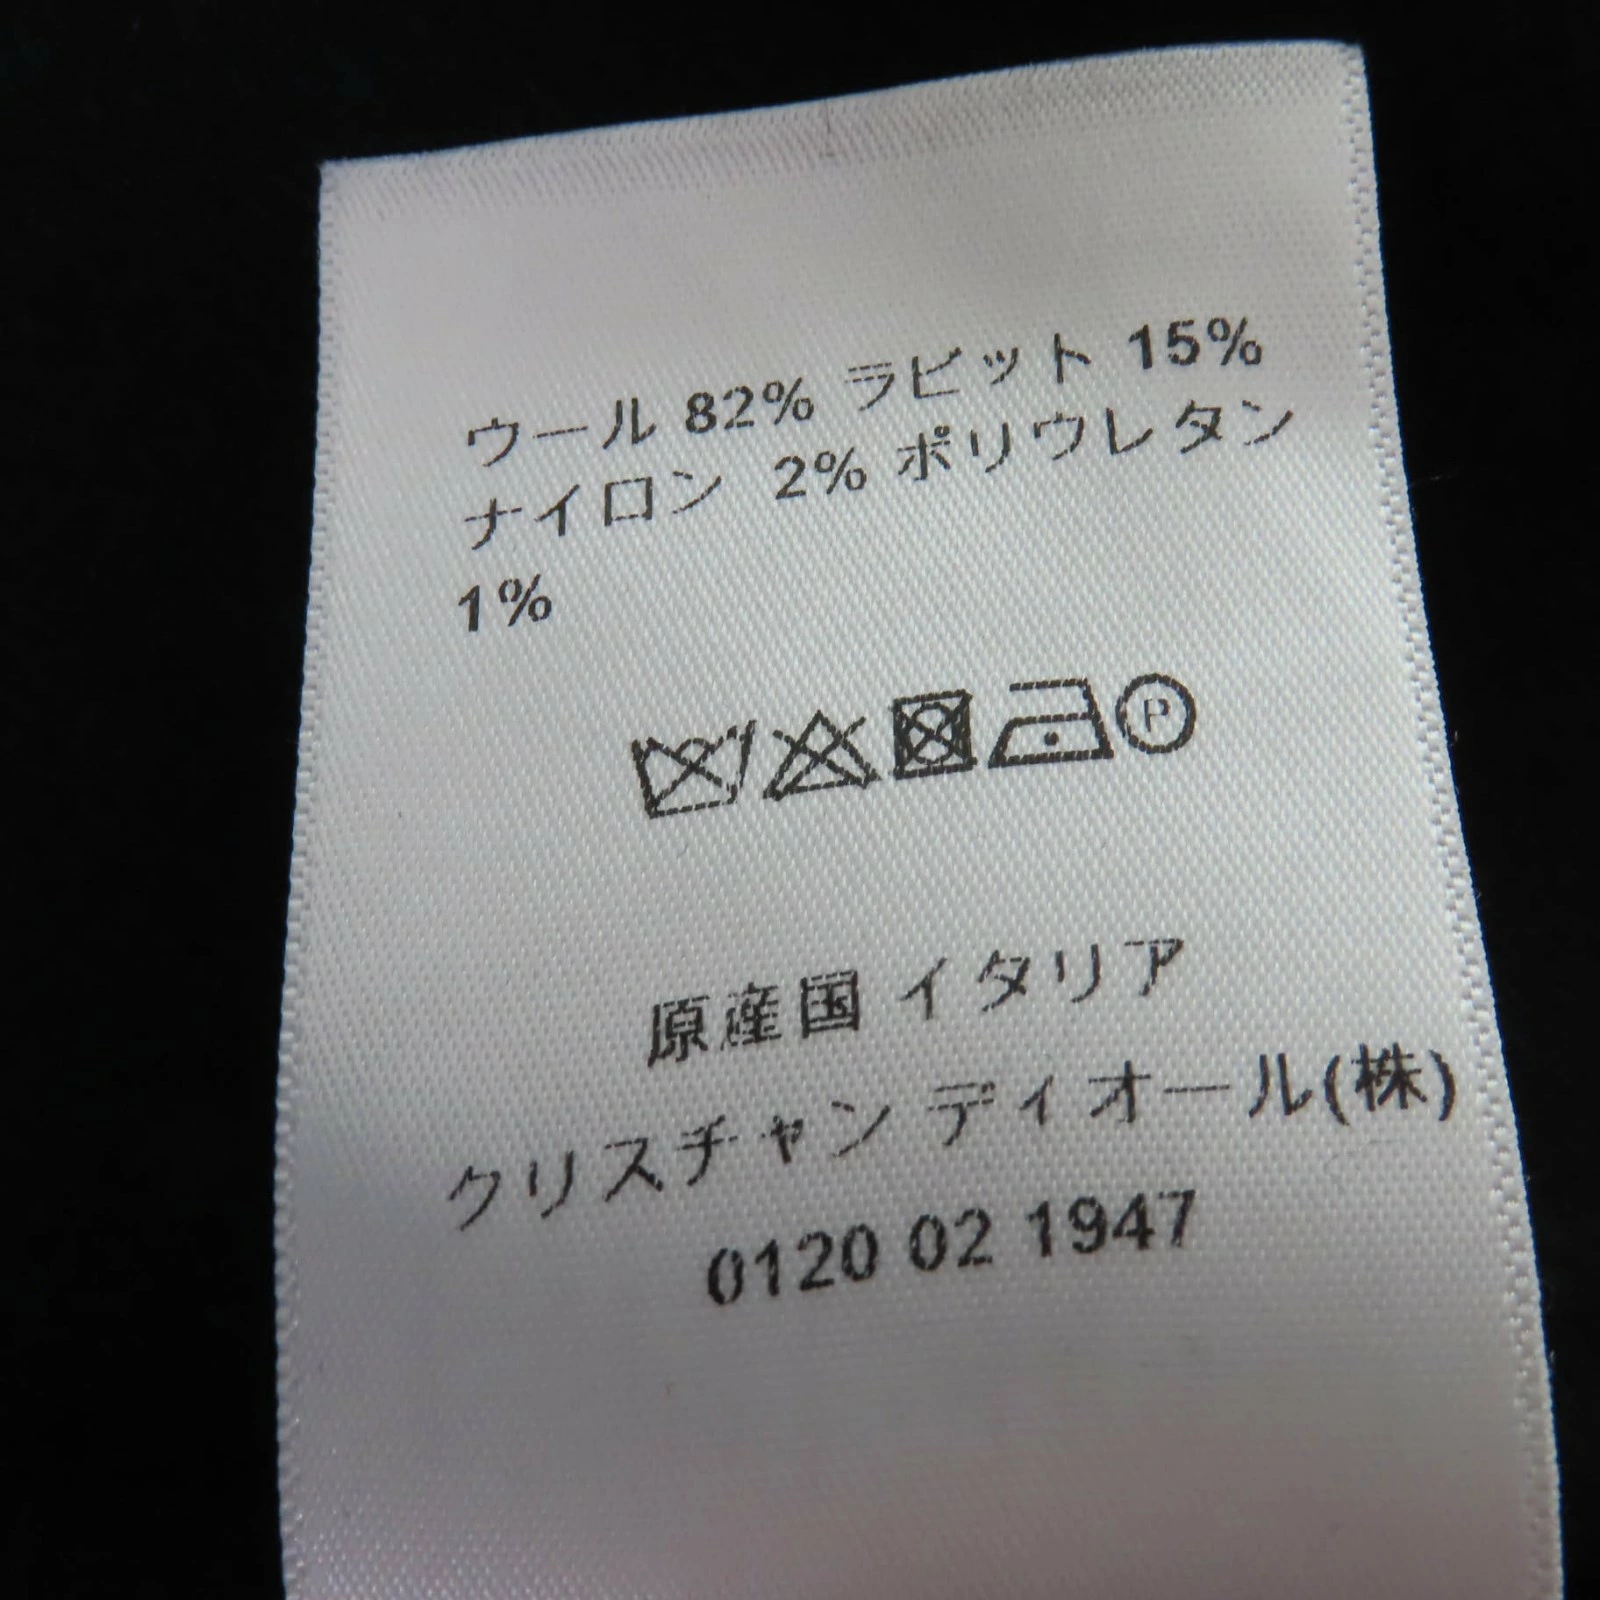 ウール 82% ラビット 15%
ナイロン 2% ポリウレタン
1%
P
原産国 イタリア
クリスチャン ディオール(株)
0120 02 1947